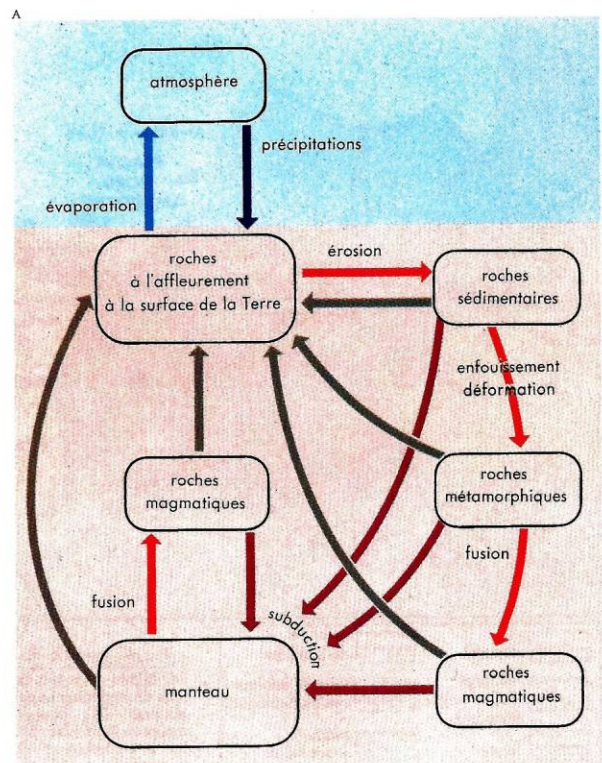 A
atmosphère
précipitations
évaporation
roches
à l'affleurement
à la surface de la Terre
érosion
roches
sédimentaires
enfouissement
déformation
roches
magmatiques
roches
métamorphiques
fusion
fusion
subduction
manteau
roches
magmatiques